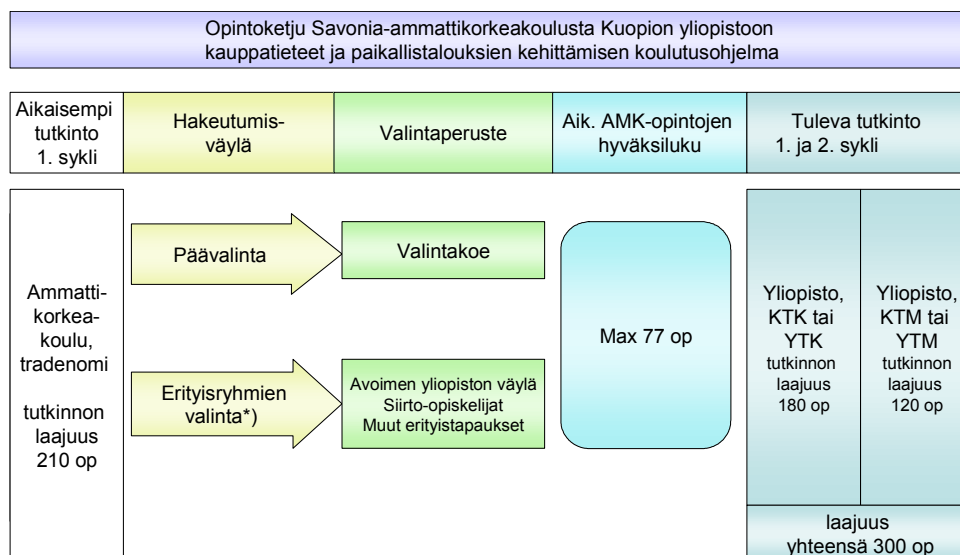 Opintoketju Savonia-ammattikorkeakoulusta Kuopion yliopistoon
kauppatieteet ja paikallistalouksien kehittämisen koulutusohjelma
Aikaisempi
tutkinto
1. sykli
Hakeutumis-
väylä
Valintaperuste
Aik. AMK-opintojen
hyväksiluku
Tuleva tutkinto
1. ja 2. sykli
Ammatti-
korkea-
koulu,
tradenomi
tutkinnon
laajuus
210 op
Päävalinta
Valintakoe
Erityisryhmien
valinta*)
Avoimen yliopiston väylä
Siirto-opiskelijat
Muut erityistapaukset
Max 77 op
Yliopisto,
KTK tai
YTK
tutkinnon
laajuus
180 op
Yliopisto,
KTM tai
YTM
tutkinnon
laajuus
120 op
laajuus
yhteensä 300 op